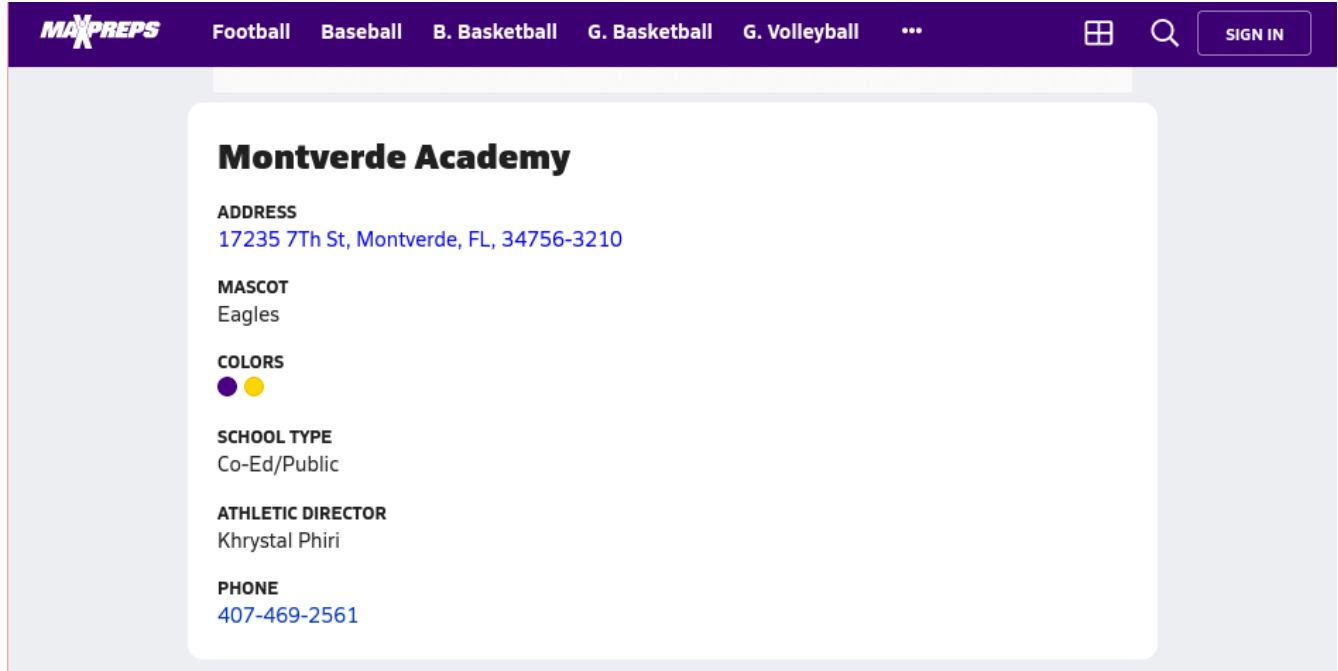 MAXPREPS Football Baseball B. Basketball G. Basketball G. Volleyball ••• SIGN IN
Montverde Academy
ADDRESS
17235 7Th St, Montverde, FL, 34756-3210
MASCOT
Eagles
COLORS
SCHOOL TYPE
Co-Ed/Public
ATHLETIC DIRECTOR
Khrystal Phiri
PHONE
407-469-2561